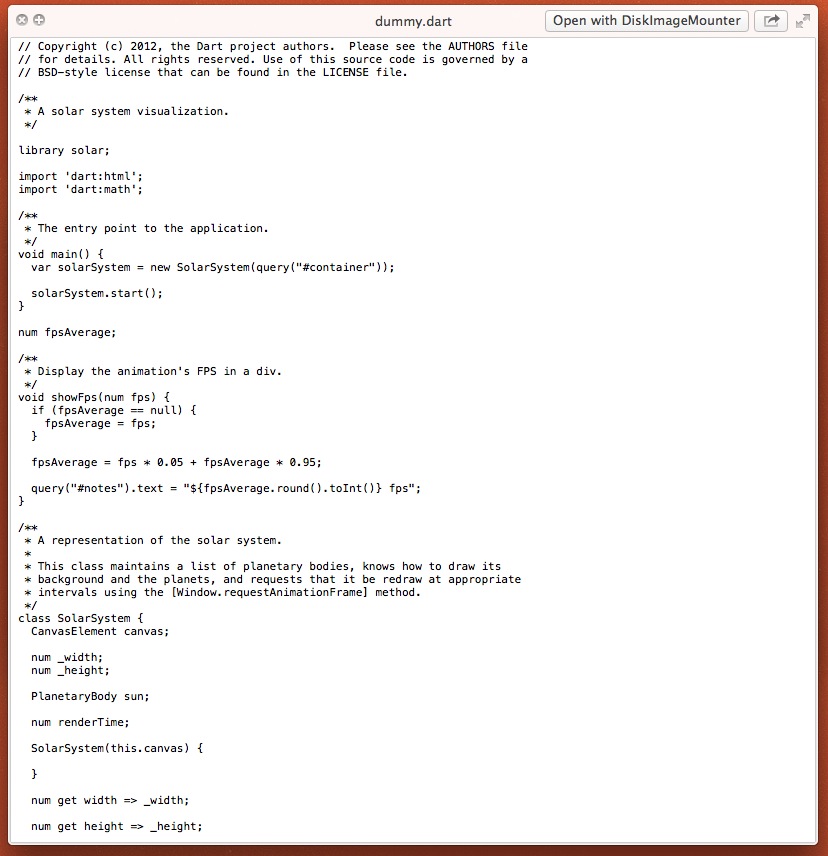 dummy.dart
Open with DiskImageMounter
// Copyright (c) 2012, the Dart project authors.  Please see the AUTHORS file
// for details. All rights reserved. Use of this source code is governed by a
// BSD-style license that can be found in the LICENSE file.

/**
 * A solar system visualization.
 */

library solar;

import 'dart:html';
import 'dart:math';

/**
 * The entry point to the application.
 */
void main() {
  var solarSystem = new SolarSystem(query("#container"));

  solarSystem.start();
}

num fpsAverage;

/**
 * Display the animation's FPS in a div.
 */
void showFps(num fps) {
  if (fpsAverage == null) {
    fpsAverage = fps;
  }

  fpsAverage = fps * 0.05 + fpsAverage * 0.95;

  query("#notes").text = "${fpsAverage.round().toInt()} fps";
}

/**
 * A representation of the solar system.
 *
 * This class maintains a list of planetary bodies, knows how to draw its
 * background and the planets, and requests that it be redraw at appropriate
 * intervals using the [Window.requestAnimationFrame] method.
 */
class SolarSystem {
  CanvasElement canvas;

  num _width;
  num _height;

  PlanetaryBody sun;

  num renderTime;

  SolarSystem(this.canvas) {

  }

  num get width => _width;

  num get height => _height;